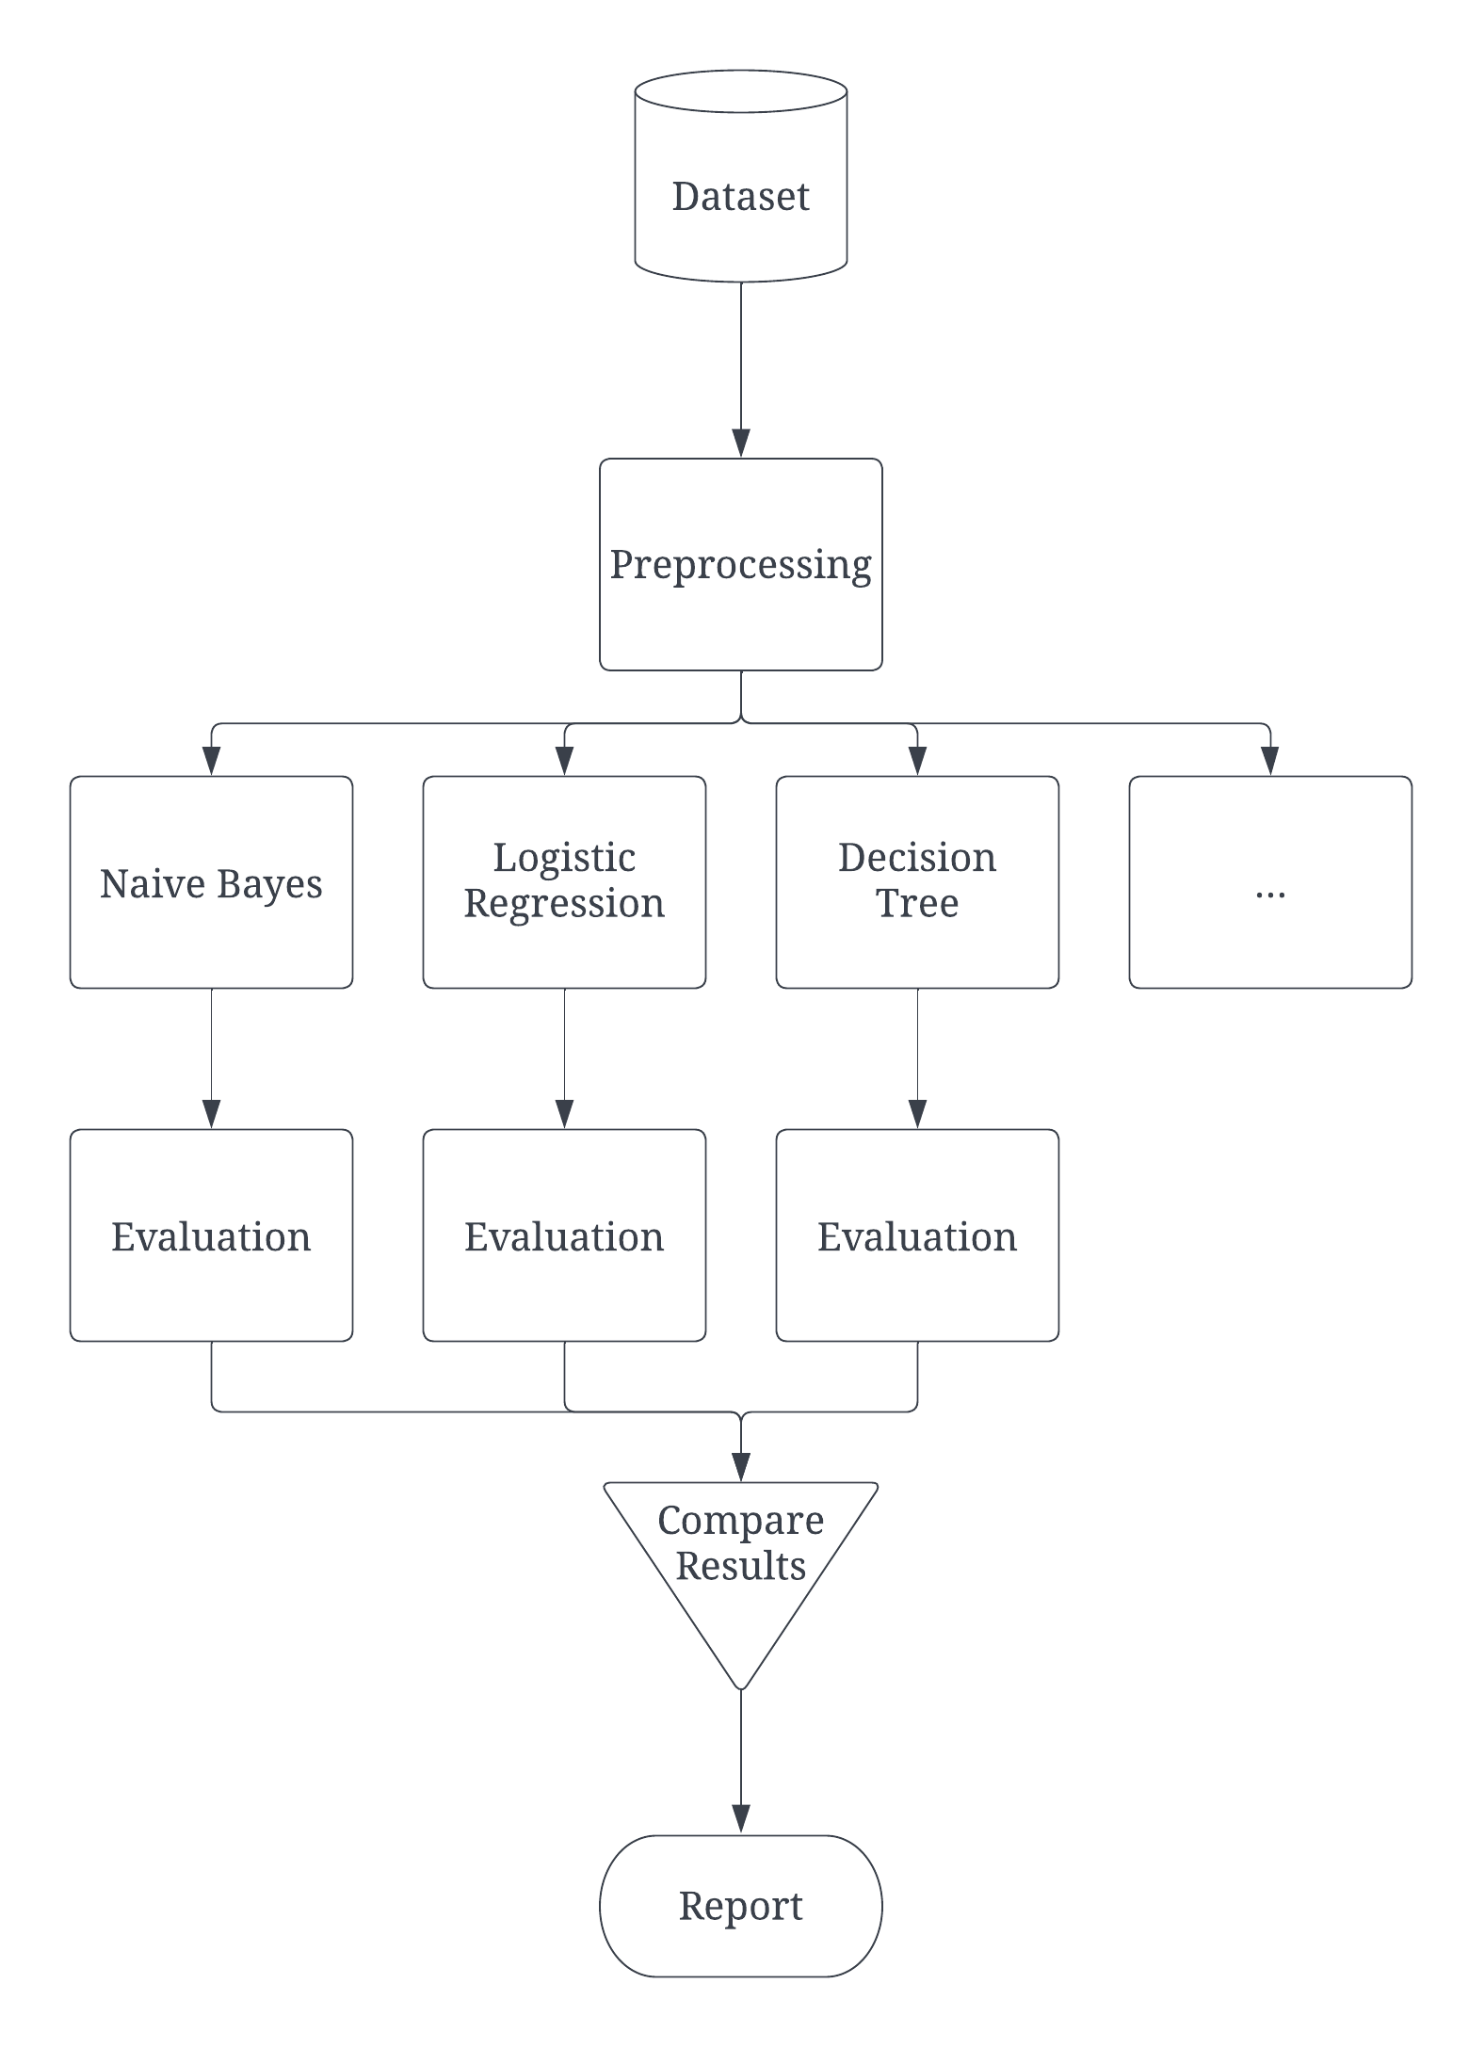 Dataset
Preprocessing
Naive Bayes
Logistic
Regression
Decision
Tree
...
Evaluation
Evaluation
Evaluation
Compare
Results
Report